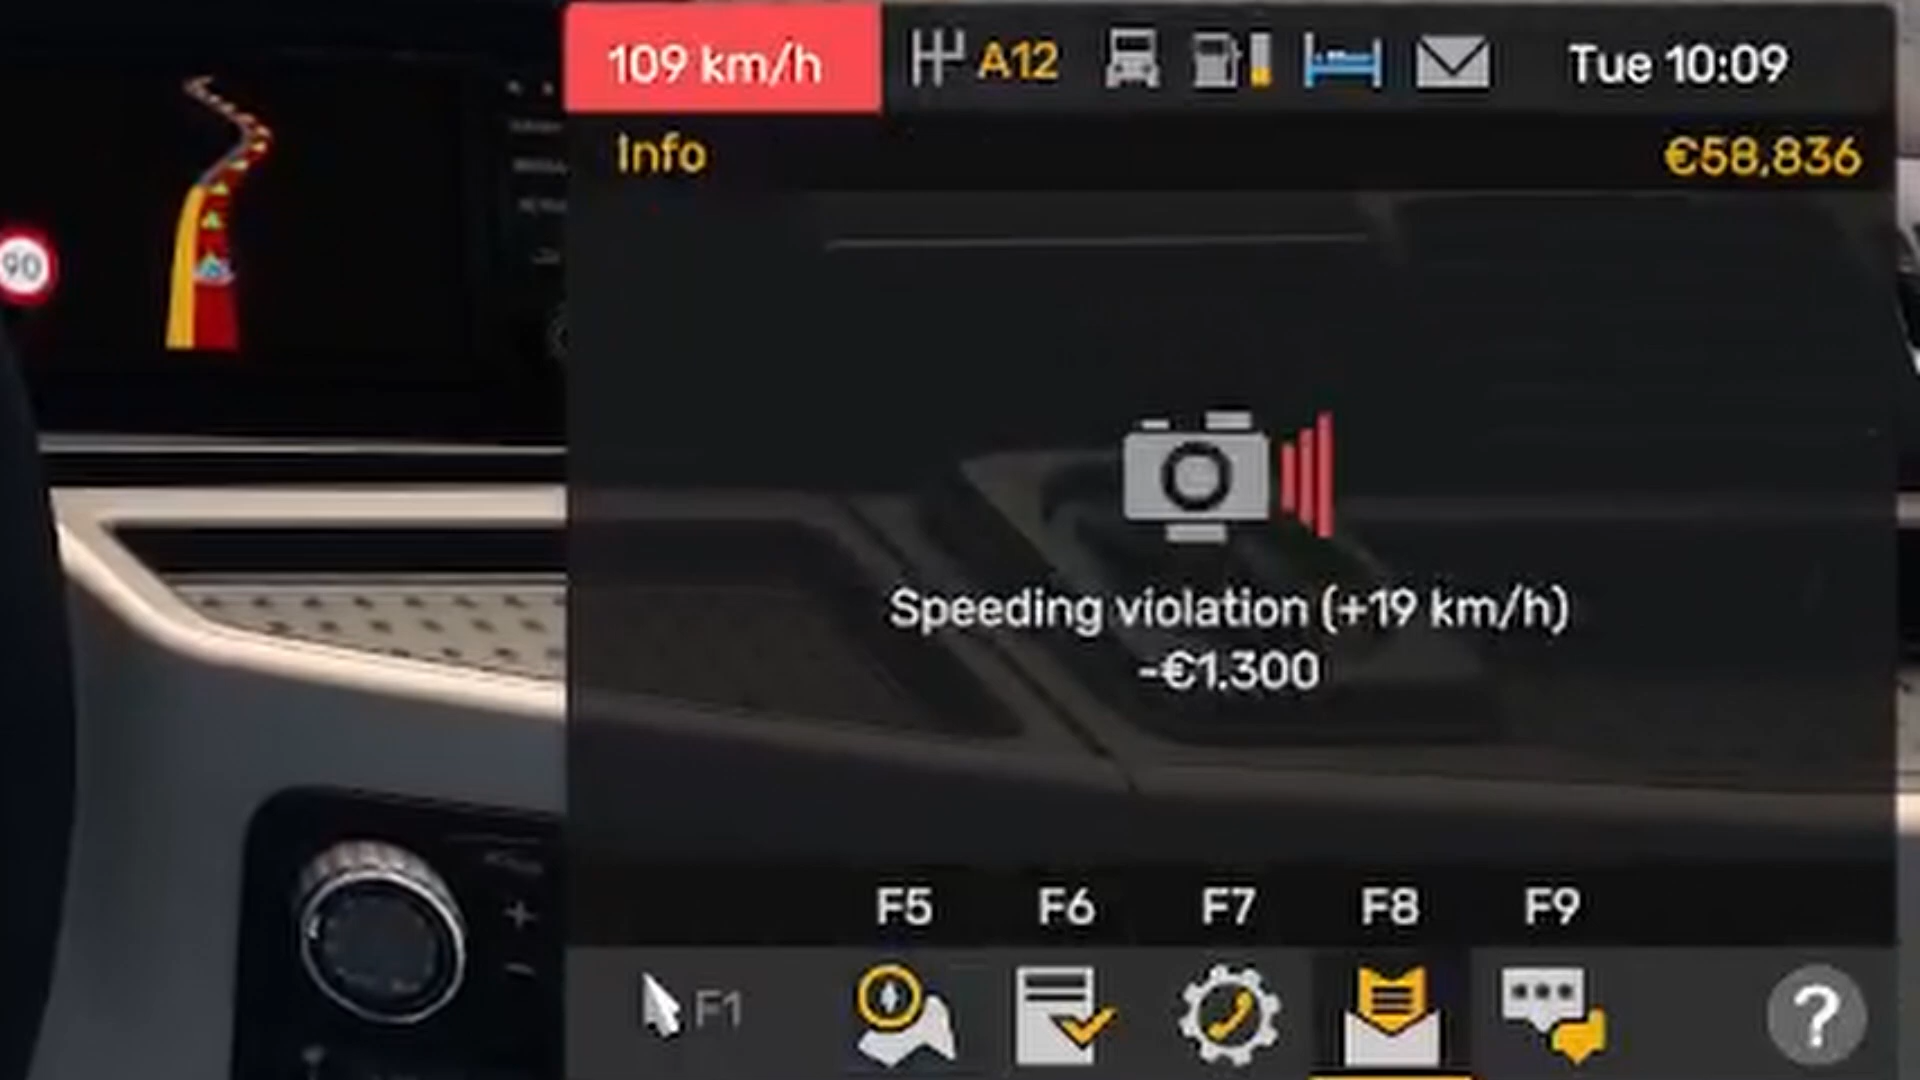 109 km/h A12 Tue 10:09
Info €58,836
90
Speeding violation (+19 km/h)
-€1.300
F5 F6 F7 F8 F9
F1 ?